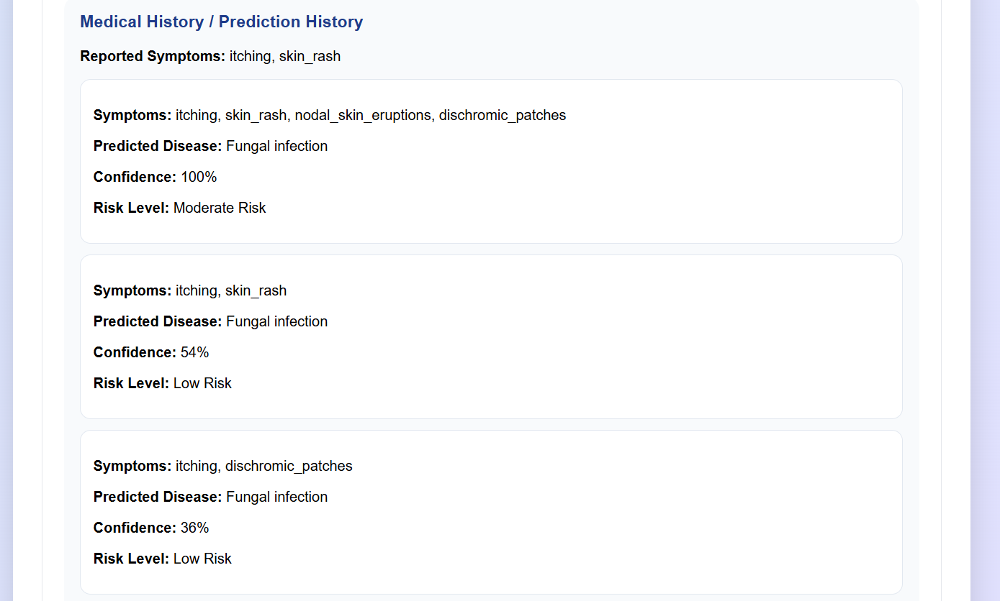 Medical History / Prediction History
Reported Symptoms: itching, skin_rash
Symptoms: itching, skin_rash, nodal_skin_eruptions, dischromic_patches
Predicted Disease: Fungal infection
Confidence: 100%
Risk Level: Moderate Risk
Symptoms: itching, skin_rash
Predicted Disease: Fungal infection
Confidence: 54%
Risk Level: Low Risk
Symptoms: itching, dischromic_patches
Predicted Disease: Fungal infection
Confidence: 36%
Risk Level: Low Risk